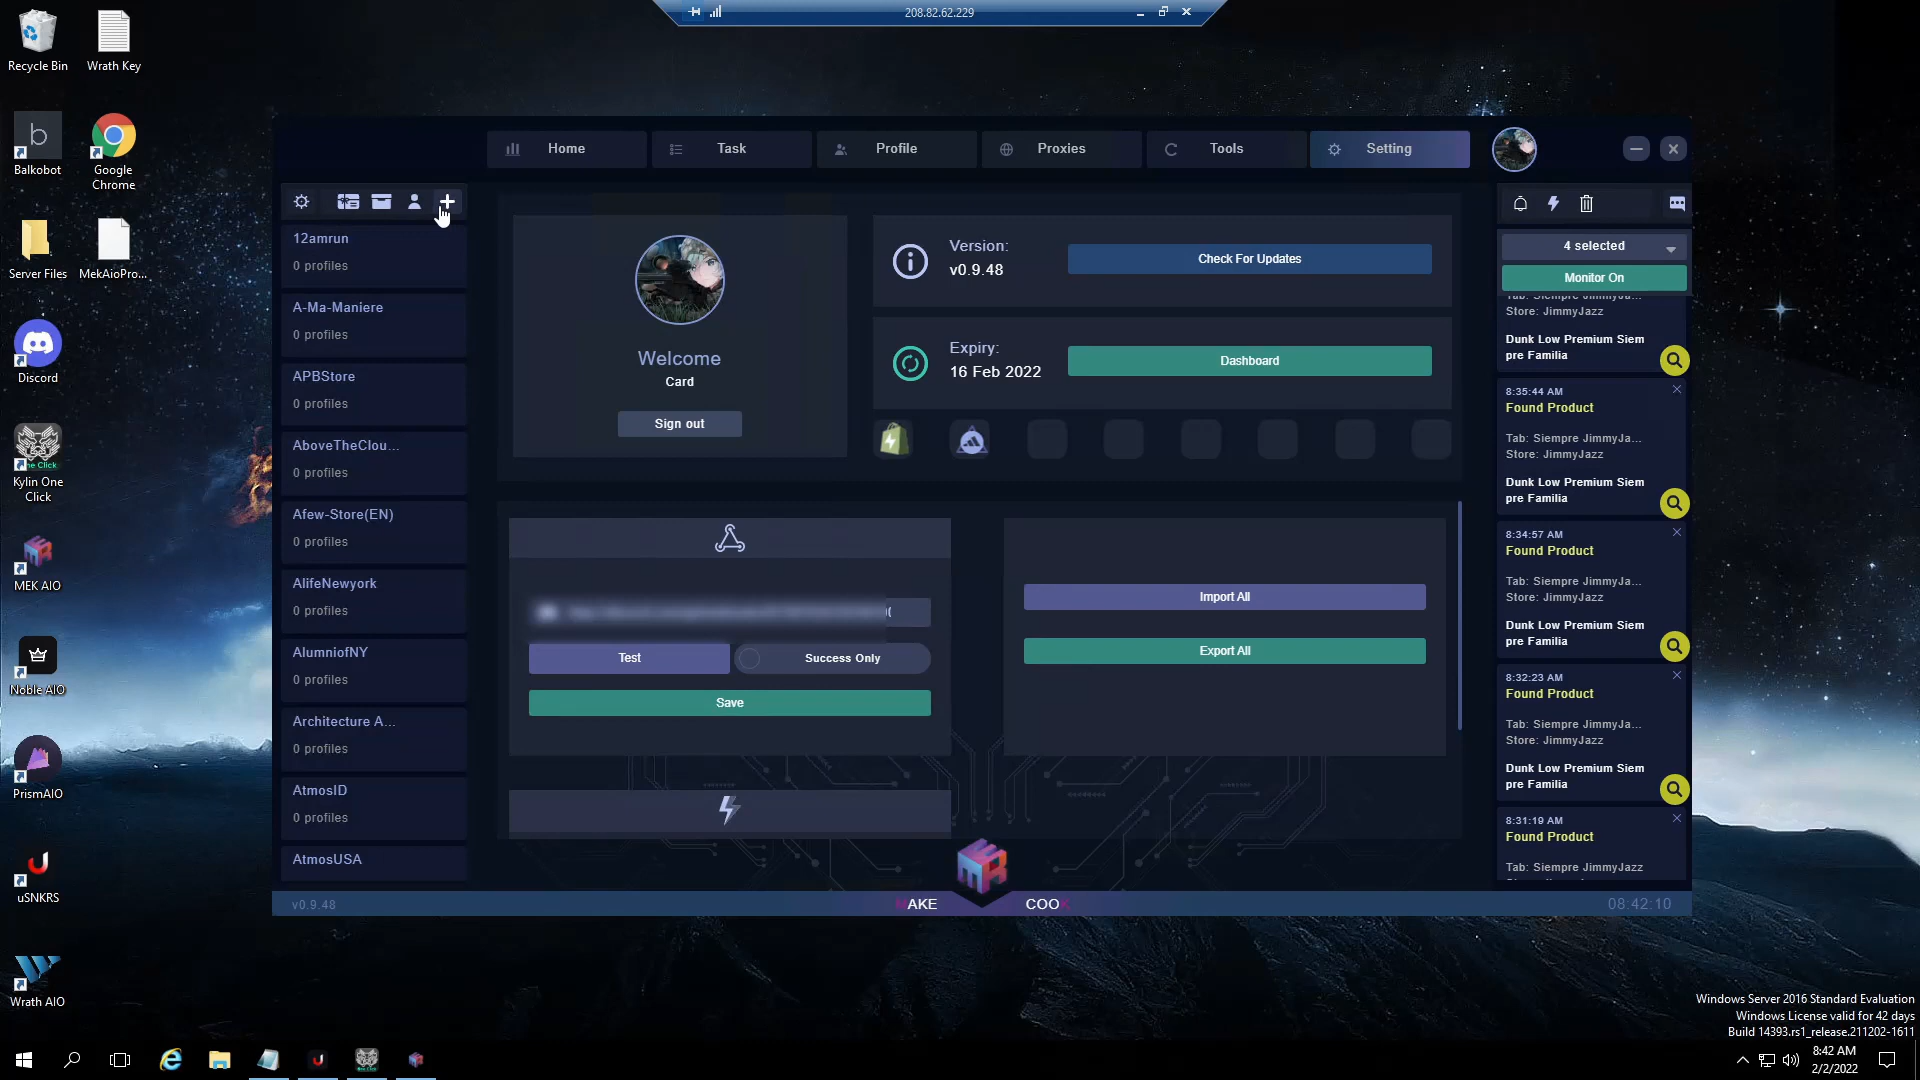 208.82.62.229
Recycle Bin
Wrath Key
Balkobot
Google
Chrome
Server Files
MekAioPro...
Discord
Kylin One
Click
MEK AIO
Noble AIO
PrismAIO
uSNKRS
Wrath AIO
Home
Task
Profile
Proxies
Tools
Setting
12amrun
0 profiles
A-Ma-Maniere
0 profiles
APBStore
0 profiles
AboveTheClou...
0 profiles
Afew-Store(EN)
0 profiles
AlifeNewyork
0 profiles
AlumniofNY
0 profiles
Architecture A...
0 profiles
AtmosID
0 profiles
AtmosUSA
Welcome
Card
Sign out
Version:
v0.9.48
Check For Updates
Expiry:
16 Feb 2022
Dashboard
Test
Success Only
Save
Import All
Export All
4 selected
Monitor On
Tab: Siempre JimmyJa...
Store: JimmyJazz
Dunk Low Premium Siem
pre Familia
8:35:44 AM
Found Product
Tab: Siempre JimmyJa...
Store: JimmyJazz
Dunk Low Premium Siem
pre Familia
8:34:57 AM
Found Product
Tab: Siempre JimmyJa...
Store: JimmyJazz
Dunk Low Premium Siem
pre Familia
8:32:23 AM
Found Product
Tab: Siempre JimmyJa...
Store: JimmyJazz
Dunk Low Premium Siem
pre Familia
8:31:19 AM
Found Product
Tab: Siempre JimmyJazz
v0.9.48
MAKE
COOK
08:42:10
Windows Server 2016 Standard Evaluation
Windows License valid for 42 days
Build 14393.rs1_release.211202-1611
8:42 AM
2/2/2022